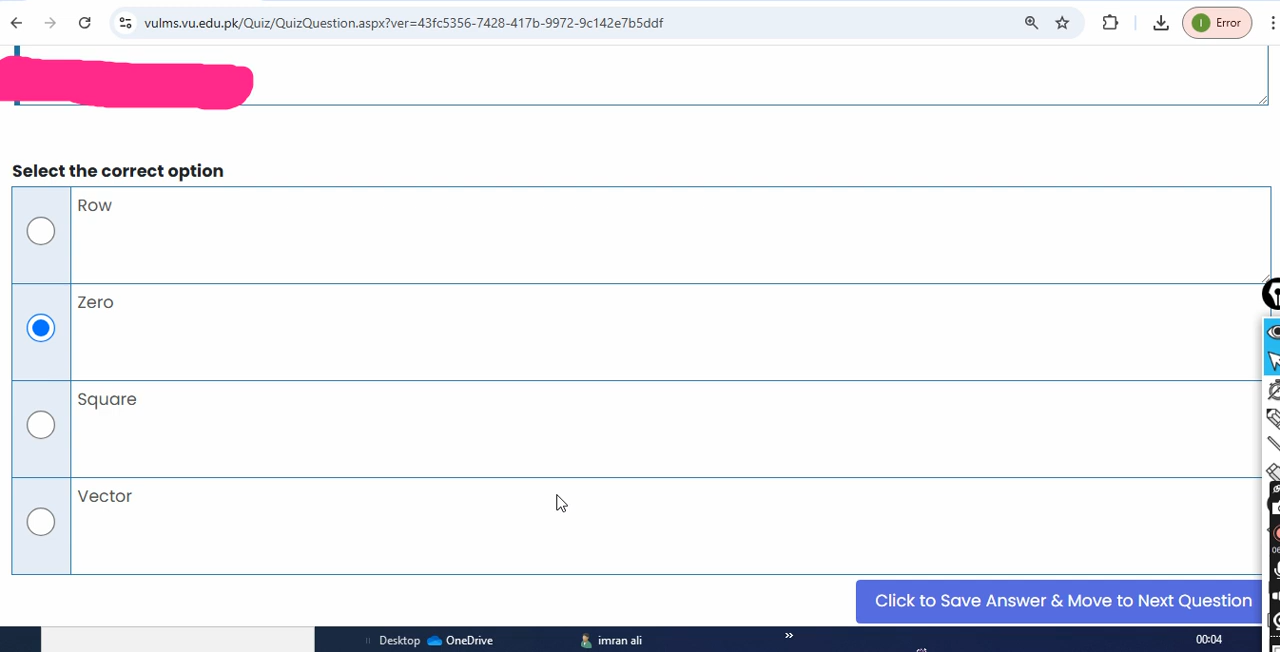 vulms.vu.edu.pk/Quiz/QuizQuestion.aspx?ver=43fc5356-7428-417b-9972-9c142e7b5ddf
I
Error
Select the correct option
Row
Zero
Square
Vector
Click to Save Answer & Move to Next Question
Desktop
OneDrive
imran ali
»
00:04